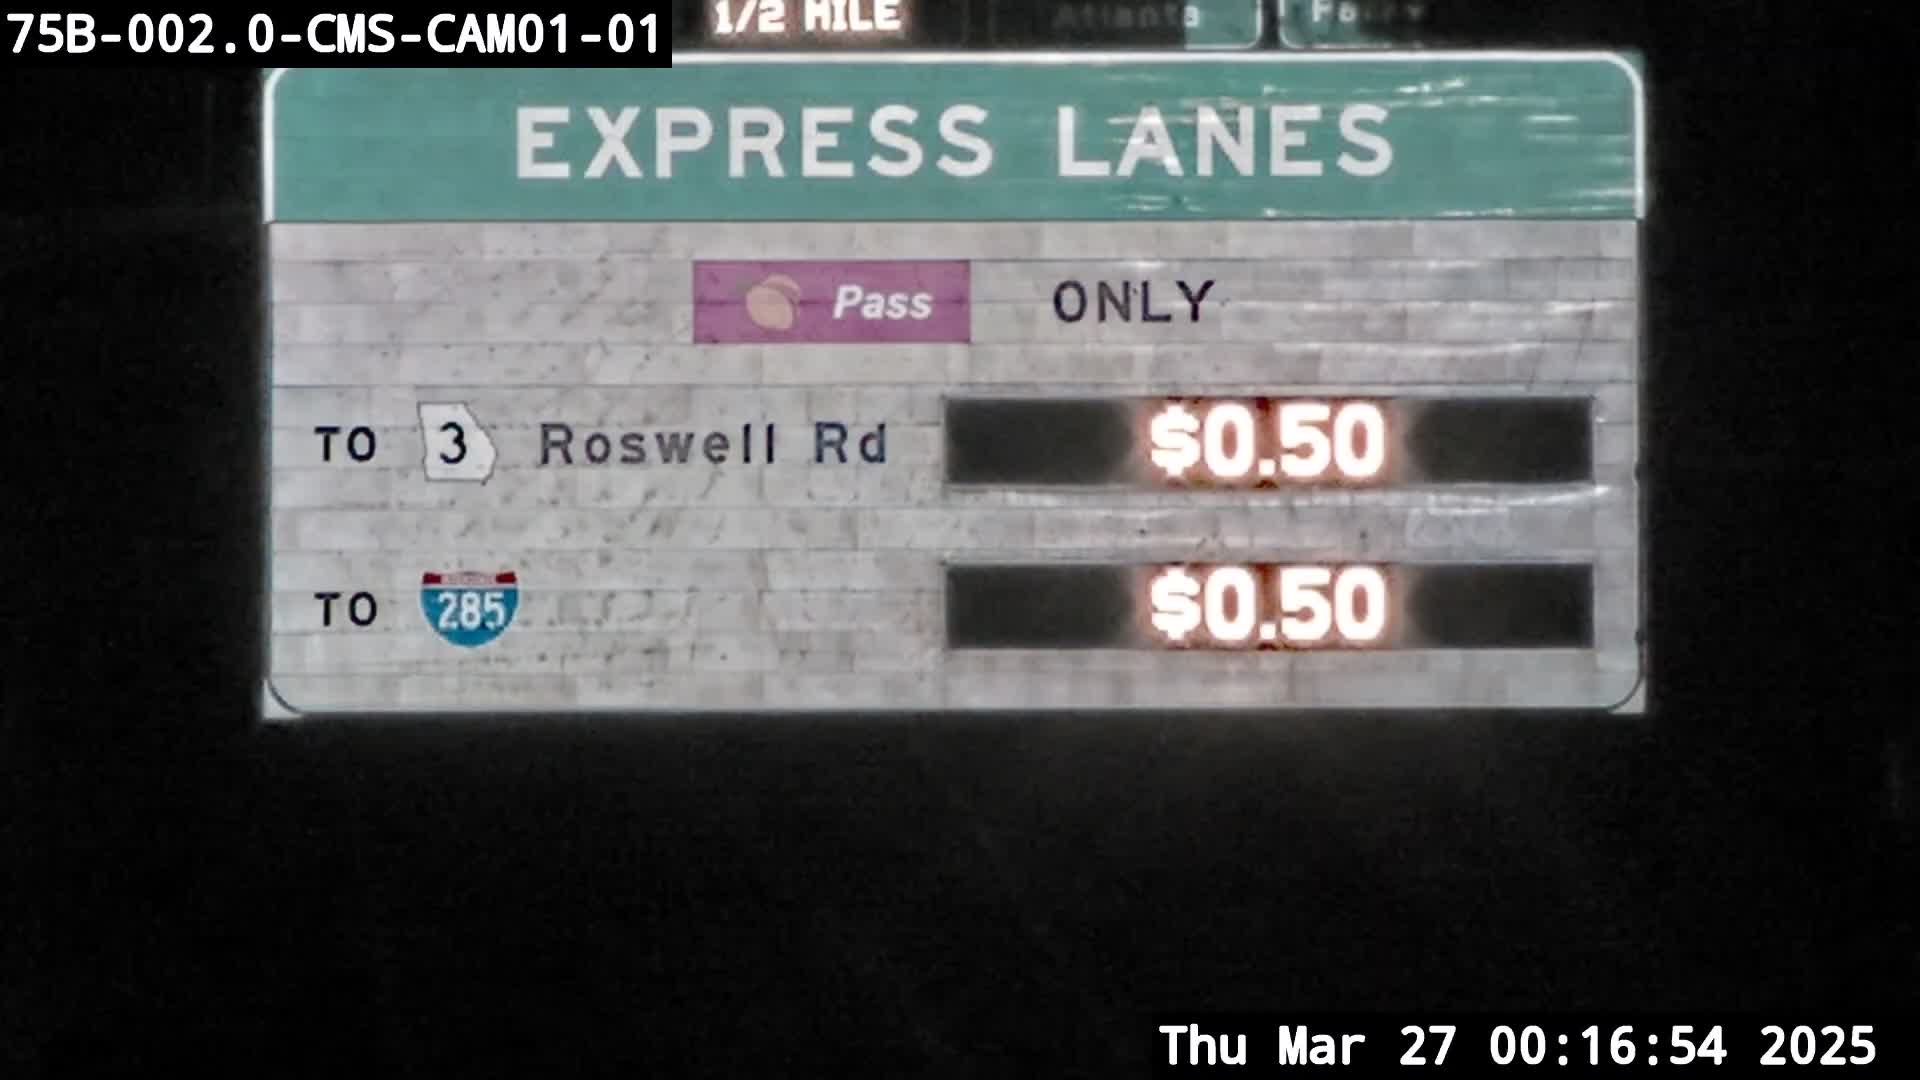 75B-002.0-CMS-CAM01-01
1/2 MILE
Atlanta
EXPRESS LANES
Pass ONLY
TO 3 Roswell Rd $0.50
TO 285 $0.50
Thu Mar 27 00:16:54 2025